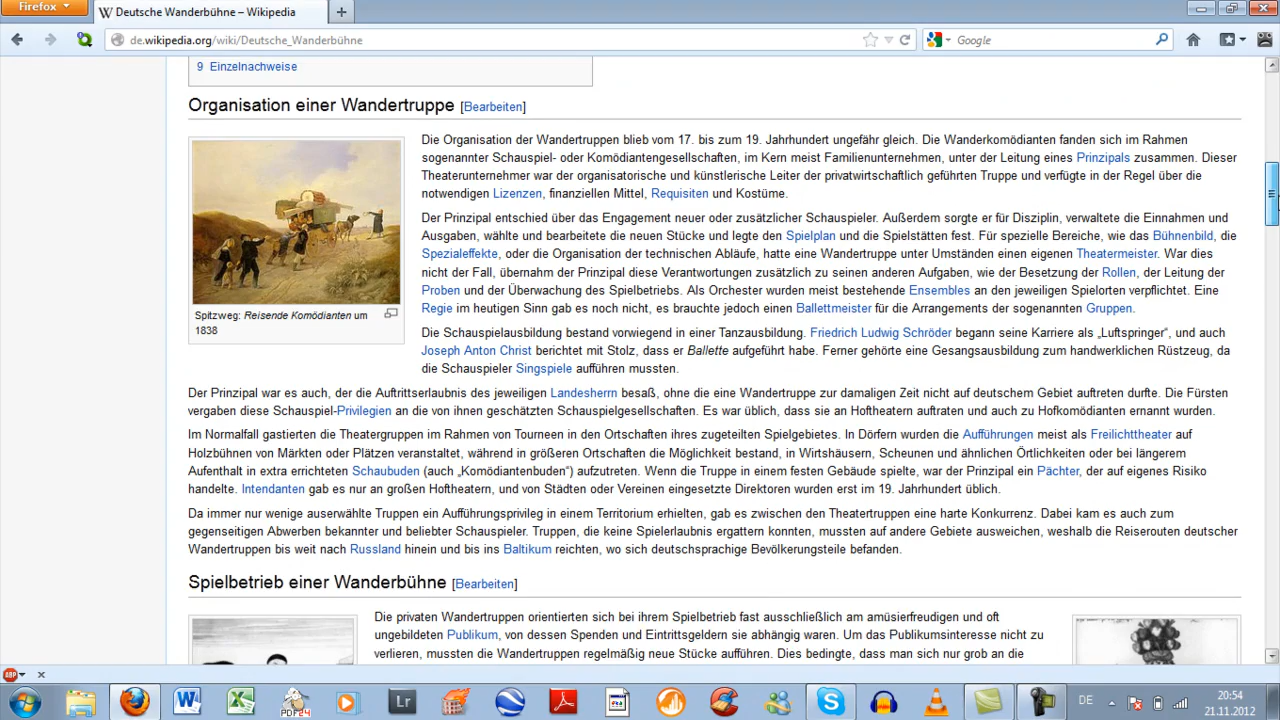 Firefox
Deutsche Wanderbühne – Wikipedia
de.wikipedia.org/wiki/Deutsche_Wanderbühne
Google
9 Einzelnachweise
Organisation einer Wandertruppe [Bearbeiten]
Die Organisation der Wandertruppen blieb vom 17. bis zum 19. Jahrhundert ungefähr gleich. Die Wanderkomödianten fanden sich im Rahmen
sogenannter Schauspiel- oder Komödiantengesellschaften, im Kern meist Familienunternehmen, unter der Leitung eines Prinzipals zusammen. Dieser
Theaterunternehmer war der organisatorische und künstlerische Leiter der privatwirtschaftlich geführten Truppe und verfügte in der Regel über die
notwendigen Lizenzen, finanziellen Mittel, Requisiten und Kostüme.
Der Prinzipal entschied über das Engagement neuer oder zusätzlicher Schauspieler. Außerdem sorgte er für Disziplin, verwaltete die Einnahmen und
Ausgaben, wählte und bearbeitete die neuen Stücke und legte den Spielplan und die Spielstätten fest. Für spezielle Bereiche, wie das Bühnenbild, die
Spezialeffekte, oder die Organisation der technischen Abläufe, hatte eine Wandertruppe unter Umständen einen eigenen Theatermeister. War dies
nicht der Fall, übernahm der Prinzipal diese Verantwortungen zusätzlich zu seinen anderen Aufgaben, wie der Besetzung der Rollen, der Leitung der
Proben und der Überwachung des Spielbetriebs. Als Orchester wurden meist bestehende Ensembles an den jeweiligen Spielorten verpflichtet. Eine
Regie im heutigen Sinn gab es noch nicht, es brauchte jedoch einen Ballettmeister für die Arrangements der sogenannten Gruppen.
Spitzweg: Reisende Komödianten um
1838
Die Schauspielausbildung bestand vorwiegend in einer Tanzausbildung. Friedrich Ludwig Schröder begann seine Karriere als „Luftspringer“, und auch
Joseph Anton Christ berichtet mit Stolz, dass er Ballette aufgeführt habe. Ferner gehörte eine Gesangsausbildung zum handwerklichen Rüstzeug, da
die Schauspieler Singspiele aufführen mussten.
Der Prinzipal war es auch, der die Auftrittserlaubnis des jeweiligen Landesherrn besaß, ohne die eine Wandertruppe zur damaligen Zeit nicht auf deutschem Gebiet auftreten durfte. Die Fürsten
vergaben diese Schauspiel-Privilegien an die von ihnen geschätzten Schauspielgesellschaften. Es war üblich, dass sie an Hoftheatern auftraten und auch zu Hofkomödianten ernannt wurden.
Im Normalfall gastierten die Theatergruppen im Rahmen von Tourneen in den Ortschaften ihres zugeteilten Spielgebietes. In Dörfern wurden die Aufführungen meist als Freilichttheater auf
Holzbühnen von Märkten oder Plätzen veranstaltet, während in größeren Ortschaften die Möglichkeit bestand, in Wirtshäusern, Scheunen und ähnlichen Örtlichkeiten oder bei längerem
Aufenthalt in extra errichteten Schaubuden (auch „Komödiantenbuden“) aufzutreten. Wenn die Truppe in einem festen Gebäude spielte, war der Prinzipal ein Pächter, der auf eigenes Risiko
handelte. Intendanten gab es nur an großen Hoftheatern, und von Städten oder Vereinen eingesetzte Direktoren wurden erst im 19. Jahrhundert üblich.
Da immer nur wenige auserwählte Truppen ein Aufführungsprivileg in einem Territorium erhielten, gab es zwischen den Theatertruppen eine harte Konkurrenz. Dabei kam es auch zum
gegenseitigen Abwerben bekannter und beliebter Schauspieler. Truppen, die keine Spielerlaubnis ergattern konnten, mussten auf andere Gebiete ausweichen, weshalb die Reiserouten deutscher
Wandertruppen bis weit nach Russland hinein und bis ins Baltikum reichten, wo sich deutschsprachige Bevölkerungsteile befanden.
Spielbetrieb einer Wanderbühne [Bearbeiten]
Die privaten Wandertruppen orientierten sich bei ihrem Spielbetrieb fast ausschließlich am amüsierfreudigen und oft
ungebildeten Publikum, von dessen Spenden und Eintrittsgeldern sie abhängig waren. Um das Publikumsinteresse nicht zu
verlieren, mussten die Wandertruppen regelmäßig neue Stücke aufführen. Dies bedingte, dass man sich nur grob an die
ABP
PDF24
Lr
DE
20:54
21.11.2012